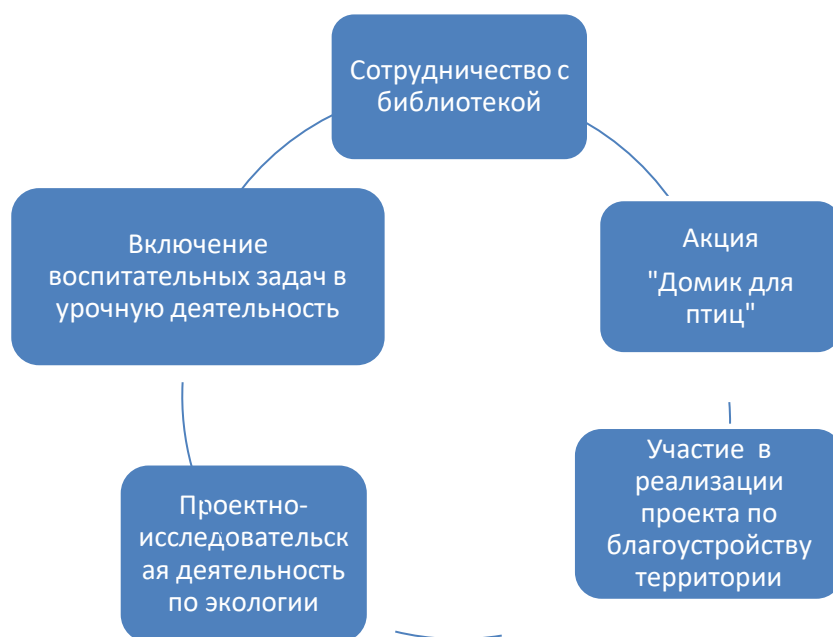 Сотрудничество с
библиотекой
Включение
воспитательных задач в
урочную деятельность
Акция
"Домик для
птиц"
Проектно-
исследовательск
ая деятельность
по экологии
Участие в
реализации
проекта по
благоустройству
территории